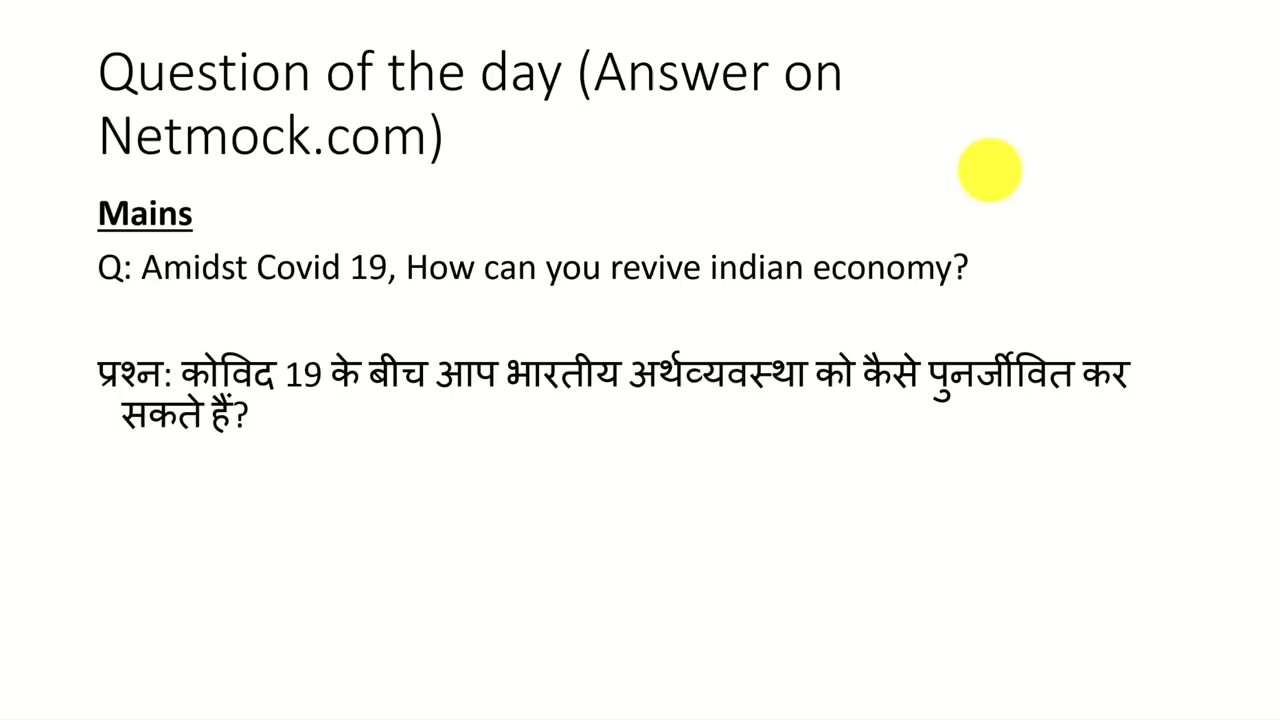 Question of the day (Answer on
Netmock.com)
Mains
Q: Amidst Covid 19, How can you revive indian economy?
प्रश्न: कोविद 19 के बीच आप भारतीय अर्थव्यवस्था को कैसे पुनर्जीवित कर
सकते हैं?